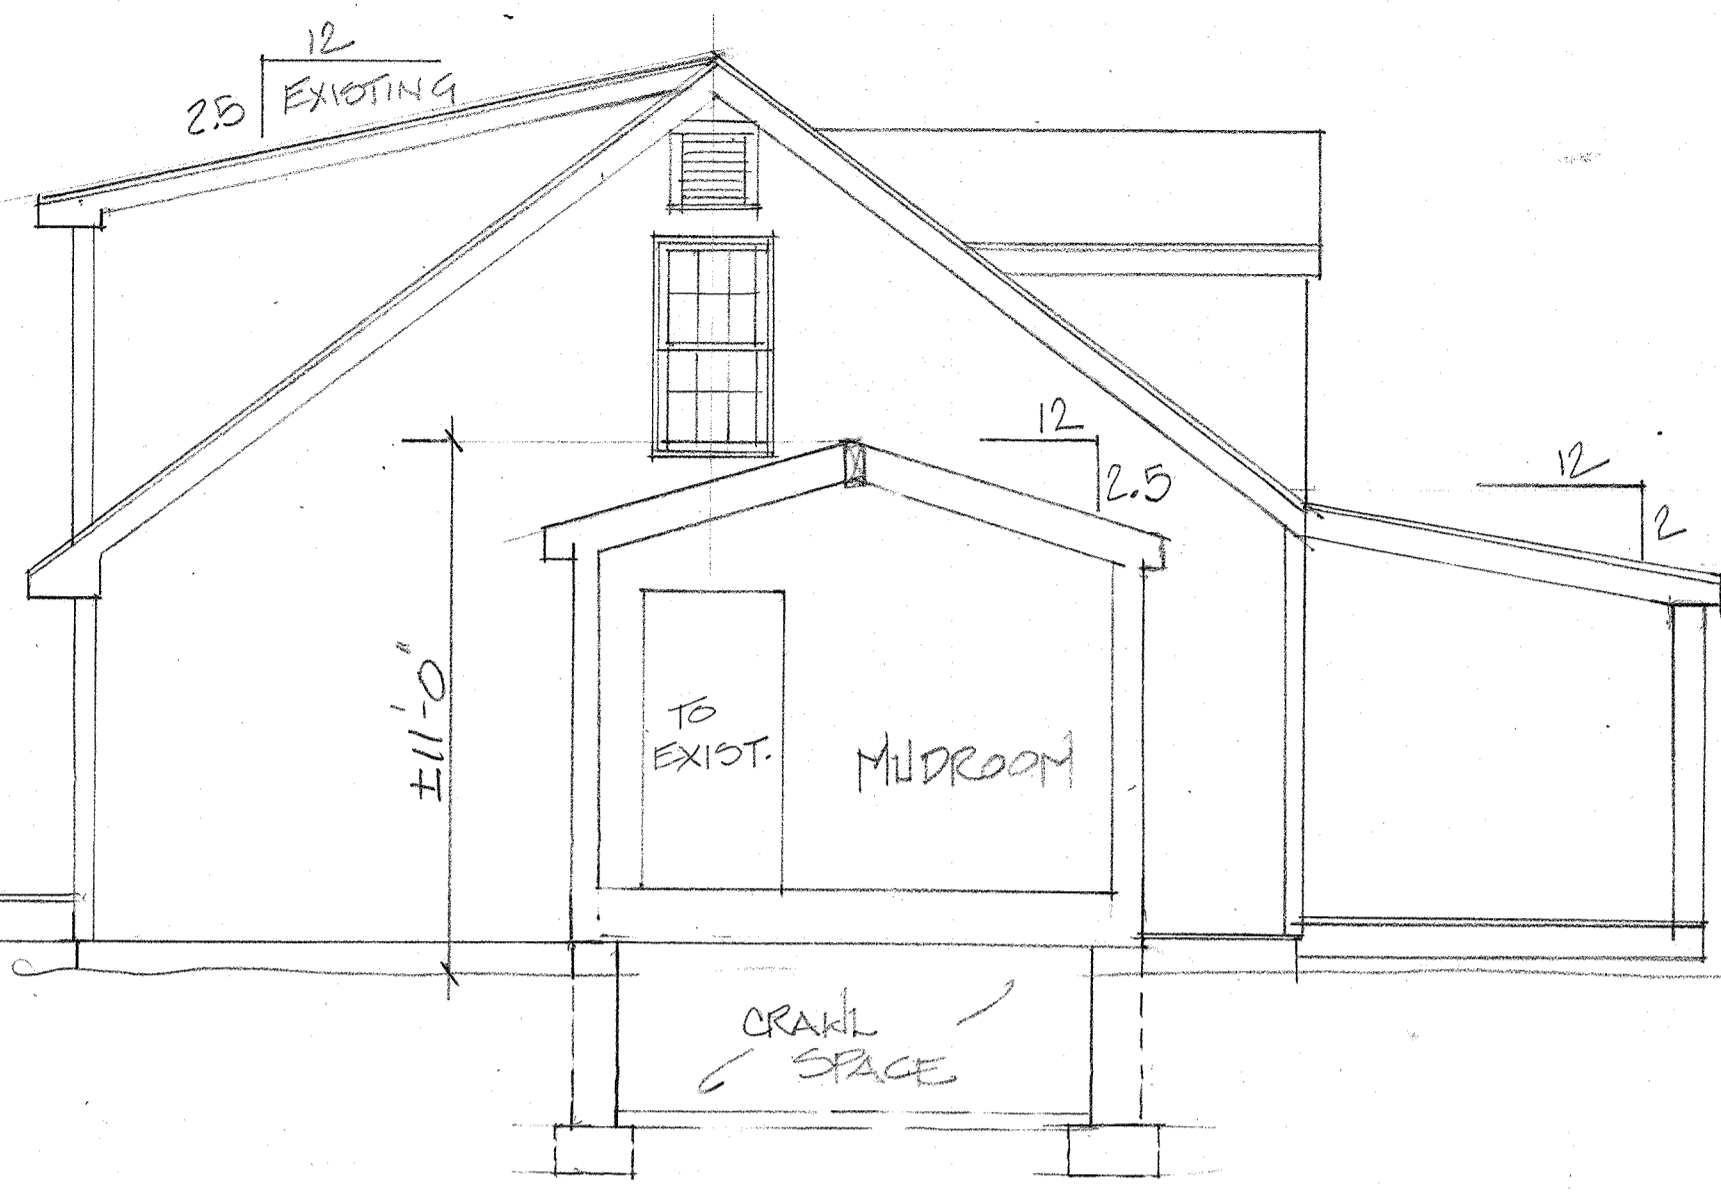 12
2.5 EXISTING
12
2.5
12
2
±11'-0"
TO
EXIST.
MUDROOM
CRAWL
SPACE